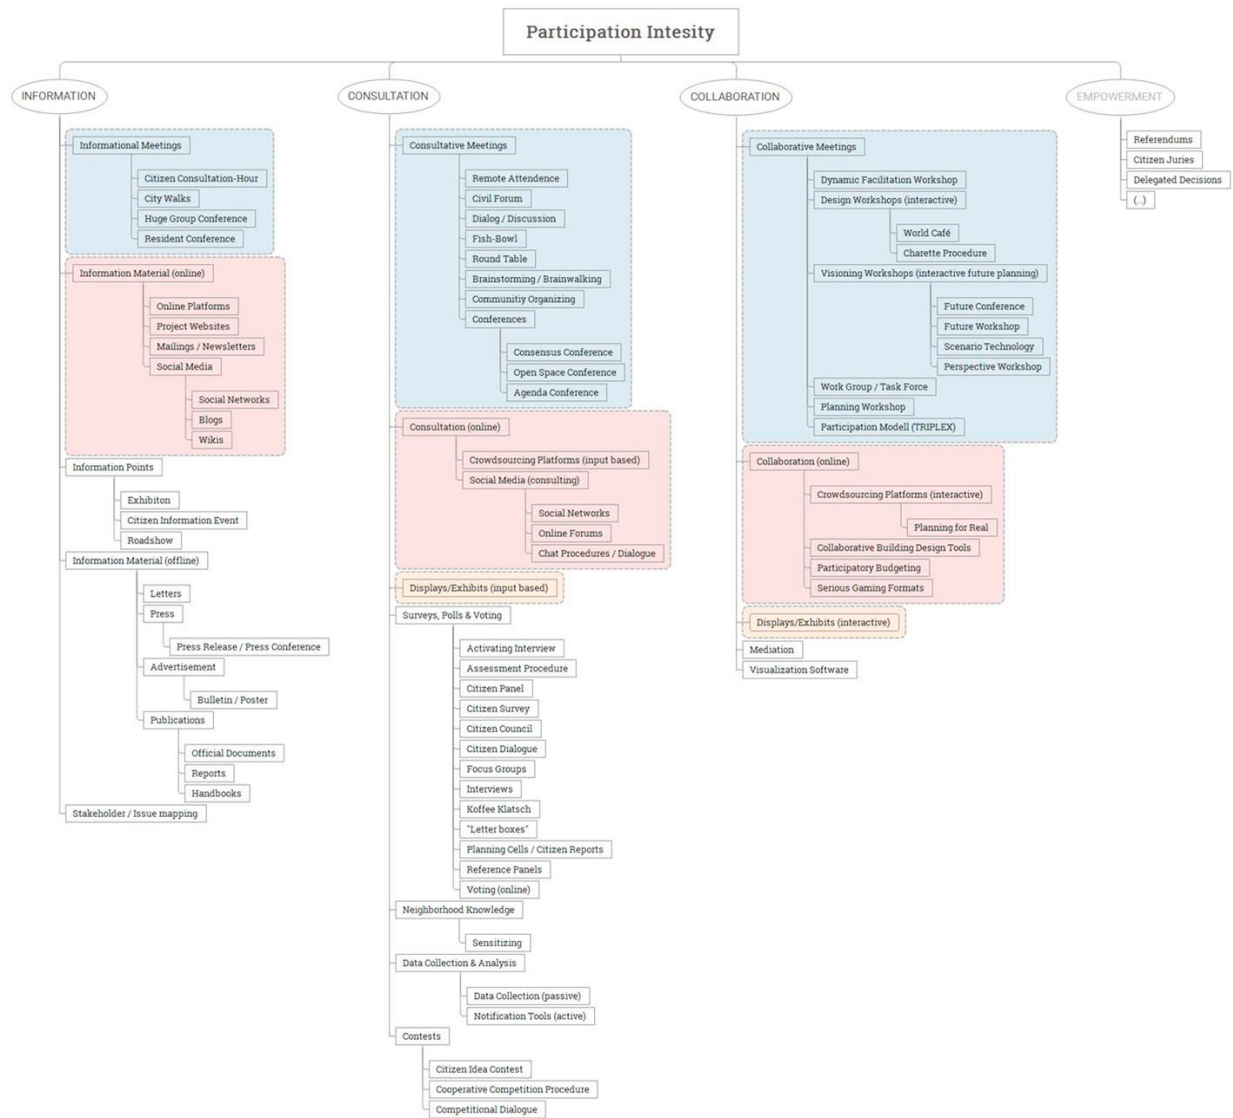 Participation Intesity
INFORMATION
Informational Meetings
Citizen Consultation-Hour
City Walks
Huge Group Conference
Resident Conference
Information Material (online)
Online Platforms
Project Websites
Mailings / Newsletters
Social Media
Social Networks
Blogs
Wikis
Information Points
Exhibiton
Citizen Information Event
Roadshow
Information Material (offline)
Letters
Press
Press Release / Press Conference
Advertisement
Bulletin / Poster
Publications
Official Documents
Reports
Handbooks
Stakeholder / Issue mapping
CONSULTATION
Consultative Meetings
Remote Attendence
Civil Forum
Dialog / Discussion
Fish-Bowl
Round Table
Brainstorming / Brainwalking
Communitiy Organizing
Conferences
Consensus Conference
Open Space Conference
Agenda Conference
Consultation (online)
Crowdsourcing Platforms (input based)
Social Media (consulting)
Social Networks
Online Forums
Chat Procedures / Dialogue
Displays/Exhibits (input based)
Surveys, Polls & Voting
Activating Interview
Assessment Procedure
Citizen Panel
Citizen Survey
Citizen Council
Citizen Dialogue
Focus Groups
Interviews
Koffee Klatsch
"Letter boxes"
Planning Cells / Citizen Reports
Reference Panels
Voting (online)
Neighborhood Knowledge
Sensitizing
Data Collection & Analysis
Data Collection (passive)
Notification Tools (active)
Contests
Citizen Idea Contest
Cooperative Competition Procedure
Competitional Dialogue
COLLABORATION
Collaborative Meetings
Dynamic Facilitation Workshop
Design Workshops (interactive)
World Café
Charette Procedure
Visioning Workshops (interactive future planning)
Future Conference
Future Workshop
Scenario Technology
Perspective Workshop
Work Group / Task Force
Planning Workshop
Participation Modell (TRIPLEX)
Collaboration (online)
Crowdsourcing Platforms (interactive)
Planning for Real
Collaborative Building Design Tools
Participatory Budgeting
Serious Gaming Formats
Displays/Exhibits (interactive)
Mediation
Visualization Software
EMPOWERMENT
Referendums
Citizen Juries
Delegated Decisions
(...)